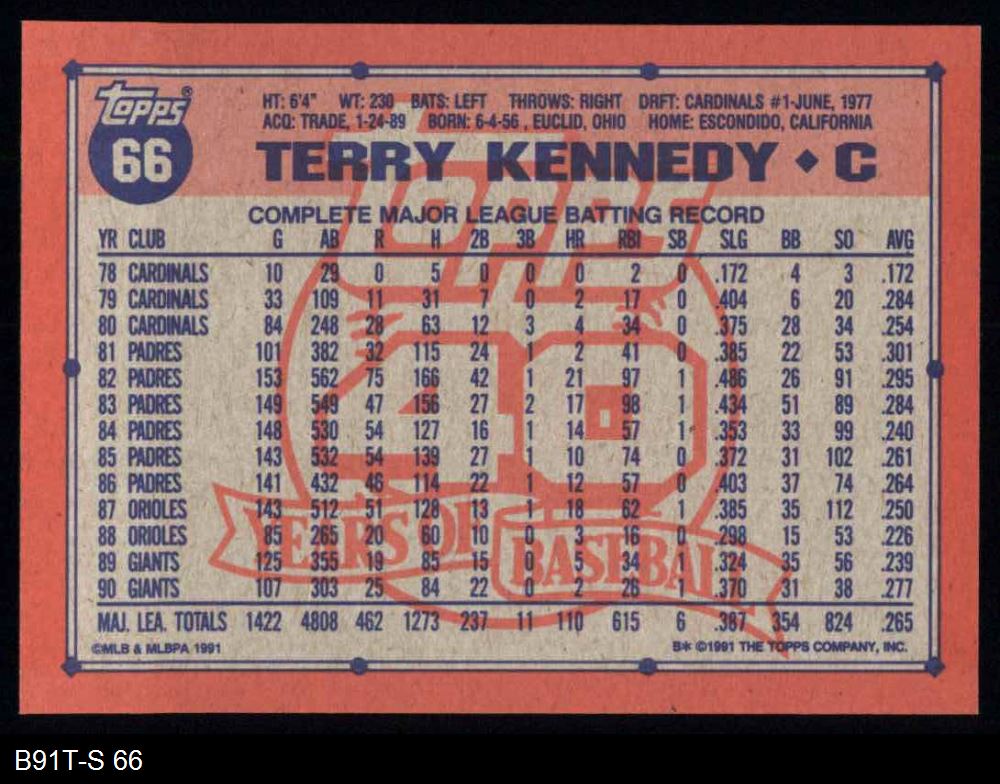 Topps®
66
HT: 6'4" WT: 230 BATS: LEFT THROWS: RIGHT DRFT: CARDINALS #1-JUNE, 1977
ACQ: TRADE, 1-24-89 BORN: 6-4-56 , EUCLID, OHIO HOME: ESCONDIDO, CALIFORNIA
TERRY KENNEDY ◆ C
COMPLETE MAJOR LEAGUE BATTING RECORD
YR CLUB G AB R H 2B 3B HR RBI SB SLG BB SO AVG
78 CARDINALS 10 29 0 5 0 0 0 2 0 .172 4 3 .172
79 CARDINALS 33 109 11 31 7 0 2 17 0 .404 6 20 .284
80 CARDINALS 84 248 28 63 12 3 4 34 0 .375 28 34 .254
81 PADRES 101 382 32 115 24 1 2 41 0 .385 22 53 .301
82 PADRES 153 562 75 166 42 1 21 97 1 .486 26 91 .295
83 PADRES 149 549 47 156 27 2 17 98 1 .434 51 89 .284
84 PADRES 148 530 54 127 16 1 14 57 1 .353 33 99 .240
85 PADRES 143 532 54 139 27 1 10 74 0 .372 31 102 .261
86 PADRES 141 432 46 114 22 1 12 57 0 .403 37 74 .264
87 ORIOLES 143 512 51 128 13 1 18 62 1 .385 35 112 .250
88 ORIOLES 85 265 20 60 10 0 3 16 0 .298 15 53 .226
89 GIANTS 125 355 19 85 15 0 5 34 1 .324 35 56 .239
90 GIANTS 107 303 25 84 22 0 2 26 1 .370 31 38 .277
MAJ. LEA. TOTALS 1422 4808 462 1273 237 11 110 615 6 .387 354 824 .265
Topps
40
YEARS OF
BASEBALL
©MLB & MLBPA 1991 B* ©1991 THE TOPPS COMPANY, INC.
B91T-S 66